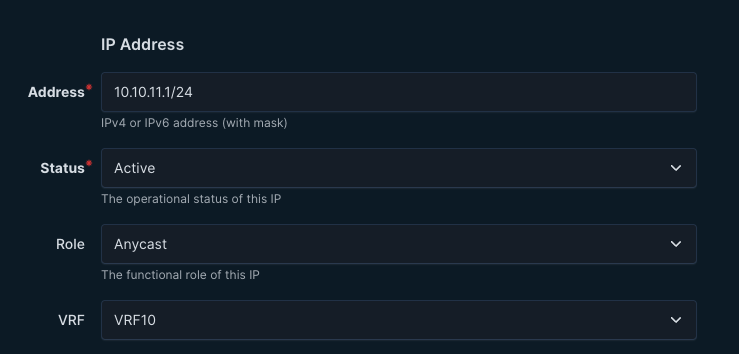 IP Address
Address*
10.10.11.1/24
IPv4 or IPv6 address (with mask)
Status*
Active
The operational status of this IP
Role
Anycast
The functional role of this IP
VRF
VRF10